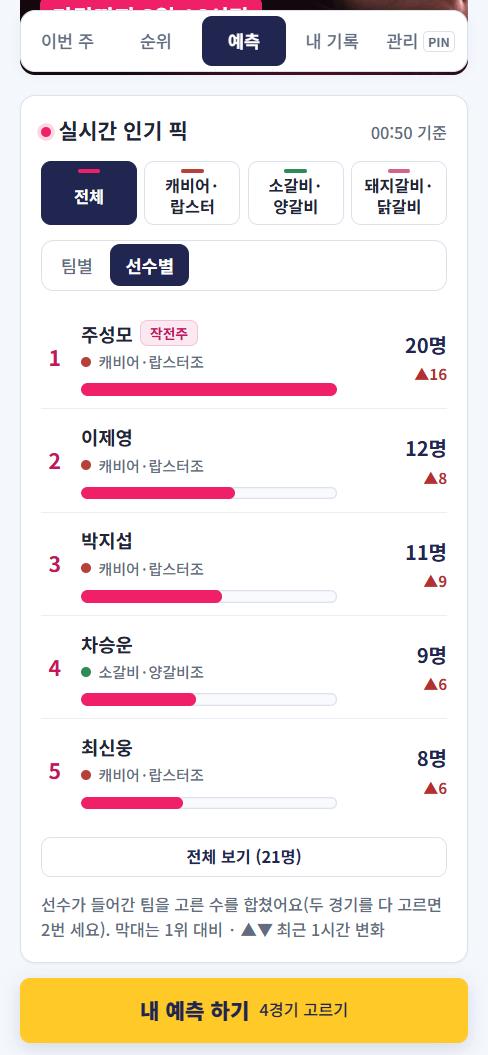 이번 주
순위
예측
내 기록
관리 PIN
실시간 인기 픽
00:50 기준
전체
캐비어·
랍스터
소갈비·
양갈비
돼지갈비·
닭갈비
팀별
선수별
1
주성모 작전주
캐비어·랍스터조
20명
▲16
2
이제영
캐비어·랍스터조
12명
▲8
3
박지섭
캐비어·랍스터조
11명
▲9
4
차승운
소갈비·양갈비조
9명
▲6
5
최신웅
캐비어·랍스터조
8명
▲6
전체 보기 (21명)
선수가 들어간 팀을 고른 수를 합쳤어요(두 경기를 다 고르면
2번 세요). 막대는 1위 대비 · ▲▼ 최근 1시간 변화
내 예측 하기 4경기 고르기